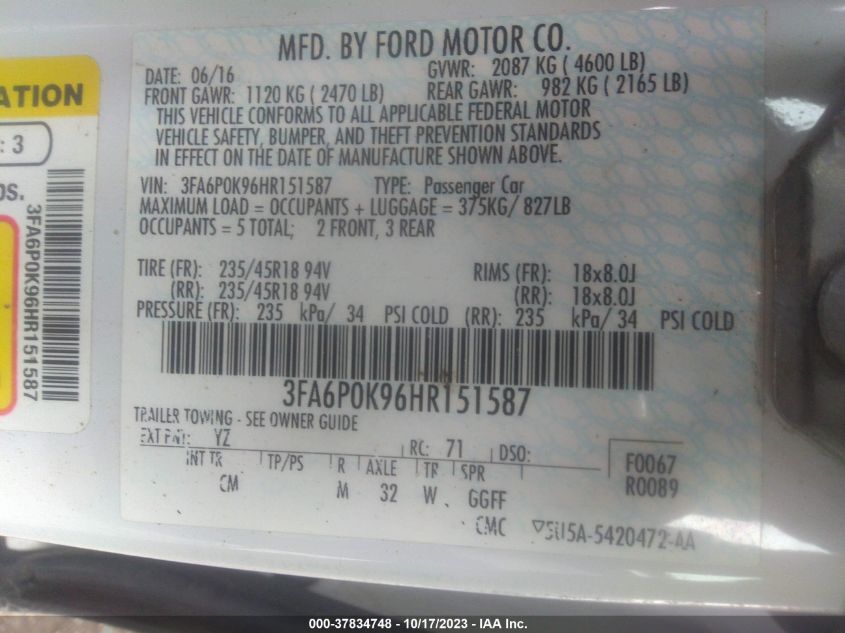 MFD. BY FORD MOTOR CO.
DATE: 06/16 GVWR: 2087 KG ( 4600 LB)
FRONT GAWR: 1120 KG ( 2470 LB) REAR GAWR: 982 KG ( 2165 LB)
THIS VEHICLE CONFORMS TO ALL APPLICABLE FEDERAL MOTOR
VEHICLE SAFETY, BUMPER, AND THEFT PREVENTION STANDARDS
IN EFFECT ON THE DATE OF MANUFACTURE SHOWN ABOVE.
VIN: 3FA6P0K96HR151587 TYPE: Passenger Car
MAXIMUM LOAD = OCCUPANTS + LUGGAGE = 375KG/ 827LB
OCCUPANTS = 5 TOTAL; 2 FRONT, 3 REAR
TIRE (FR): 235/45R18 94V RIMS (FR): 18x8.0J
(RR): 235/45R18 94V (RR): 18x8.0J
PRESSURE (FR): 235 kPa/ 34 PSI COLD (RR): 235 kPa/ 34 PSI COLD
3FA6P0K96HR151587
TRAILER TOWING - SEE OWNER GUIDE
EXT PNT: YZ RC: 71 DSO:
INT TR TP/PS R AXLE TR SPR
CM M 32 W GGFF
F0067
R0089
CMC 5U5A-5420472-AA
ATION
: 3
os.
3FA6P0K96HR151587
000-37834748 - 10/17/2023 - IAA Inc.